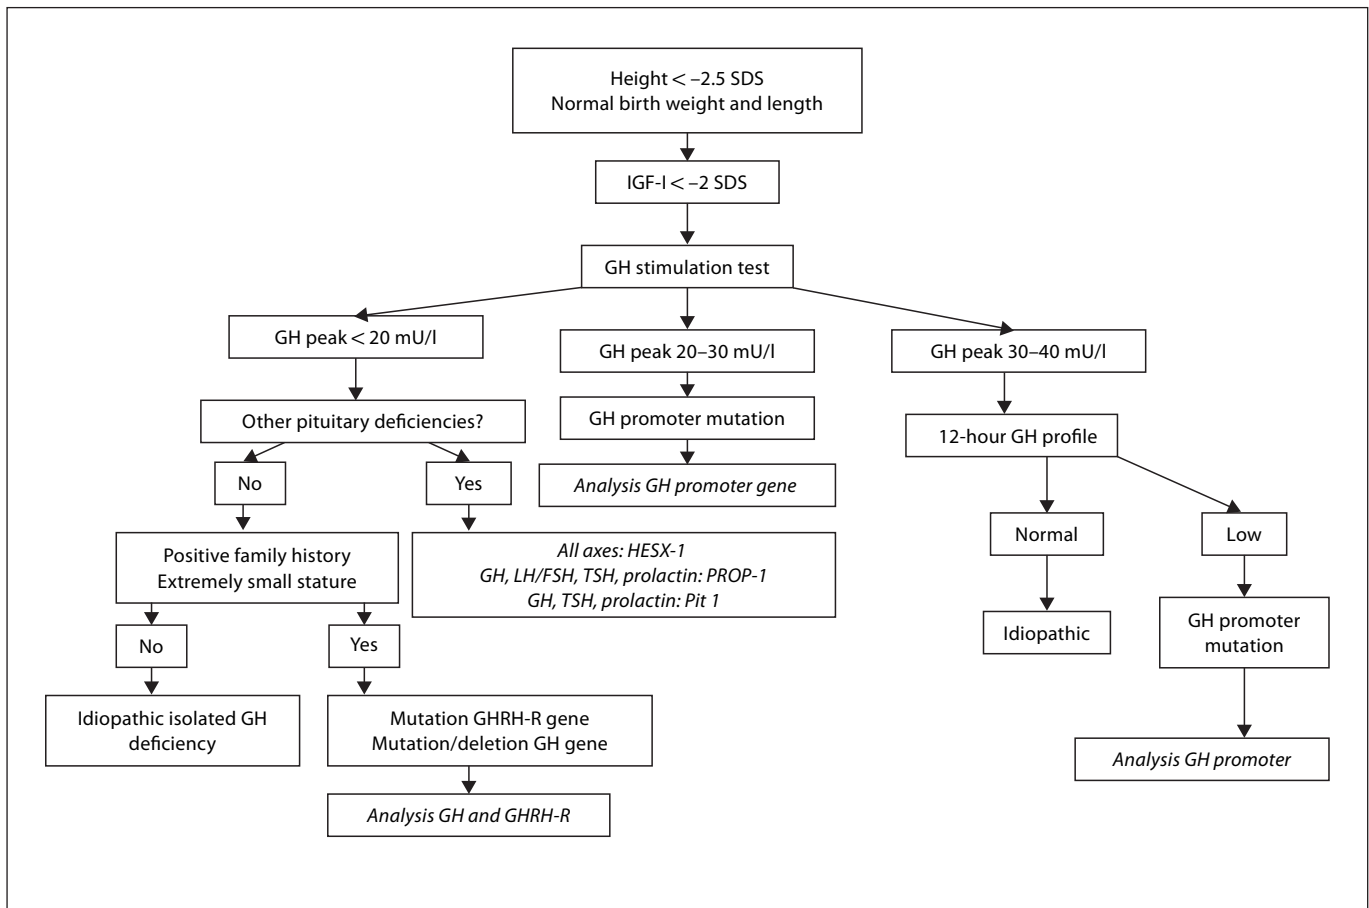 Height < –2.5 SDS
Normal birth weight and length
IGF-I < –2 SDS
GH stimulation test
GH peak < 20 mU/l
GH peak 20–30 mU/l
GH peak 30–40 mU/l
Other pituitary deficiencies?
GH promoter mutation
12-hour GH profile
No
Yes
Analysis GH promoter gene
Positive family history
Extremely small stature
All axes: HESX-1
GH, LH/FSH, TSH, prolactin: PROP-1
GH, TSH, prolactin: Pit 1
Normal
Low
No
Yes
Idiopathic
GH promoter
mutation
Idiopathic isolated GH
deficiency
Mutation GHRH-R gene
Mutation/deletion GH gene
Analysis GH promoter
Analysis GH and GHRH-R